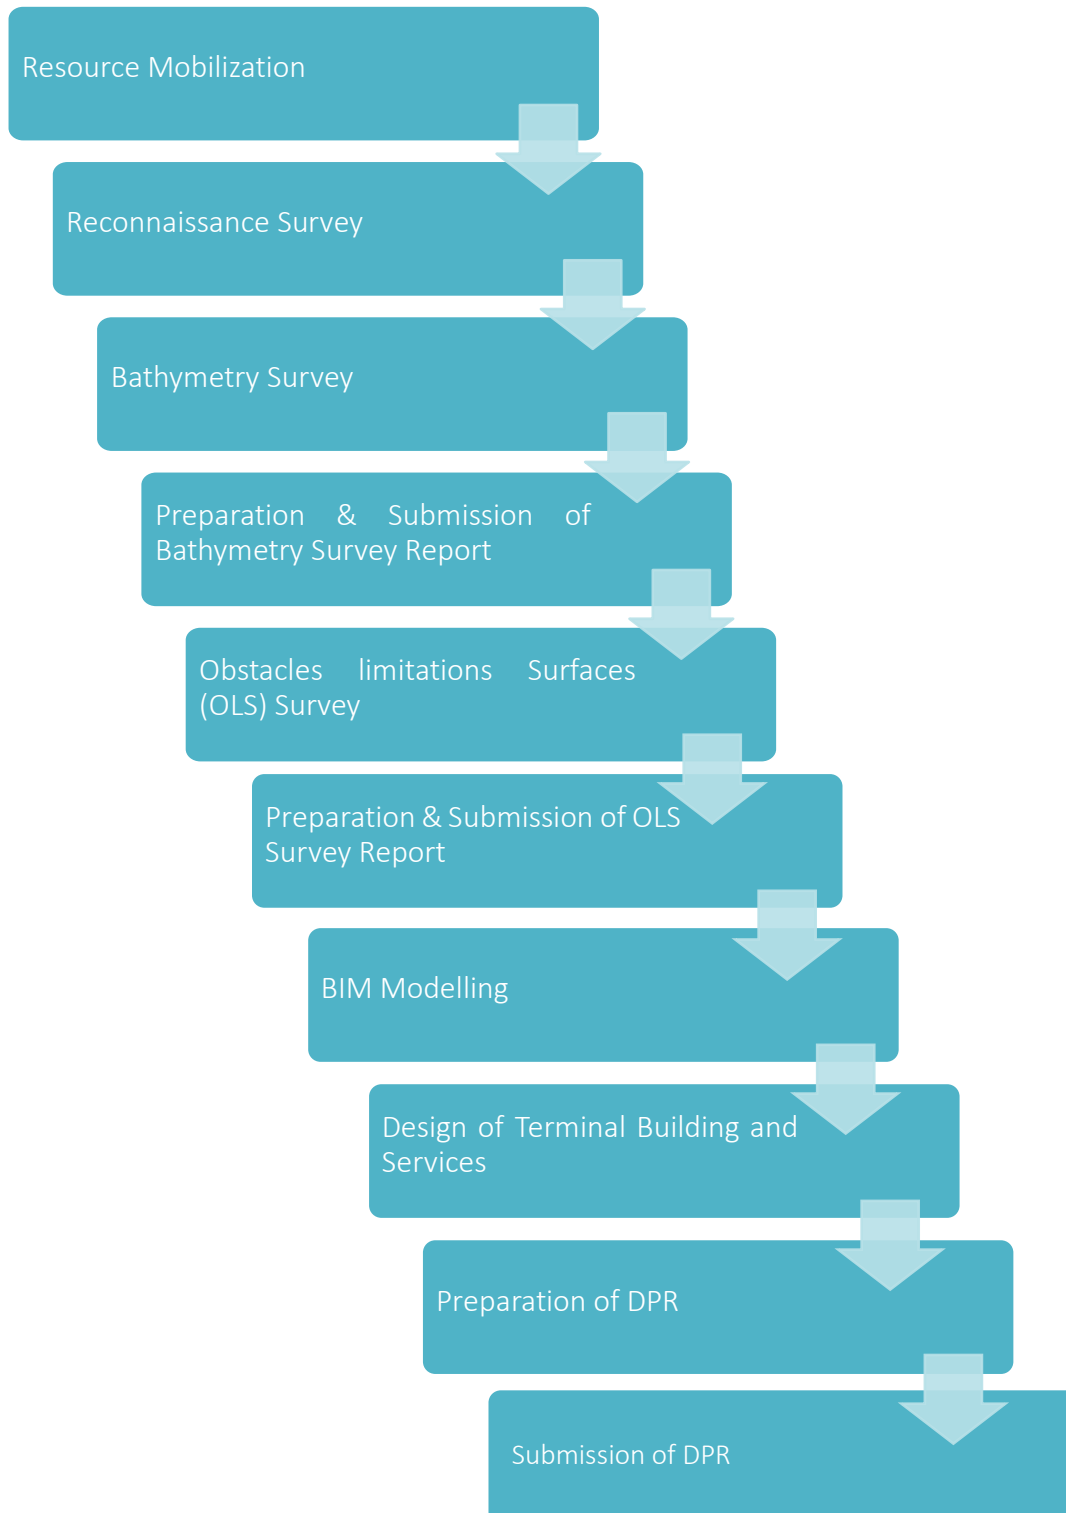 Resource Mobilization
Reconnaissance Survey
Bathymetry Survey
Preparation & Submission of
Bathymetry Survey Report
Obstacles limitations Surfaces
(OLS) Survey
Preparation & Submission of OLS
Survey Report
BIM Modelling
Design of Terminal Building and
Services
Preparation of DPR
Submission of DPR